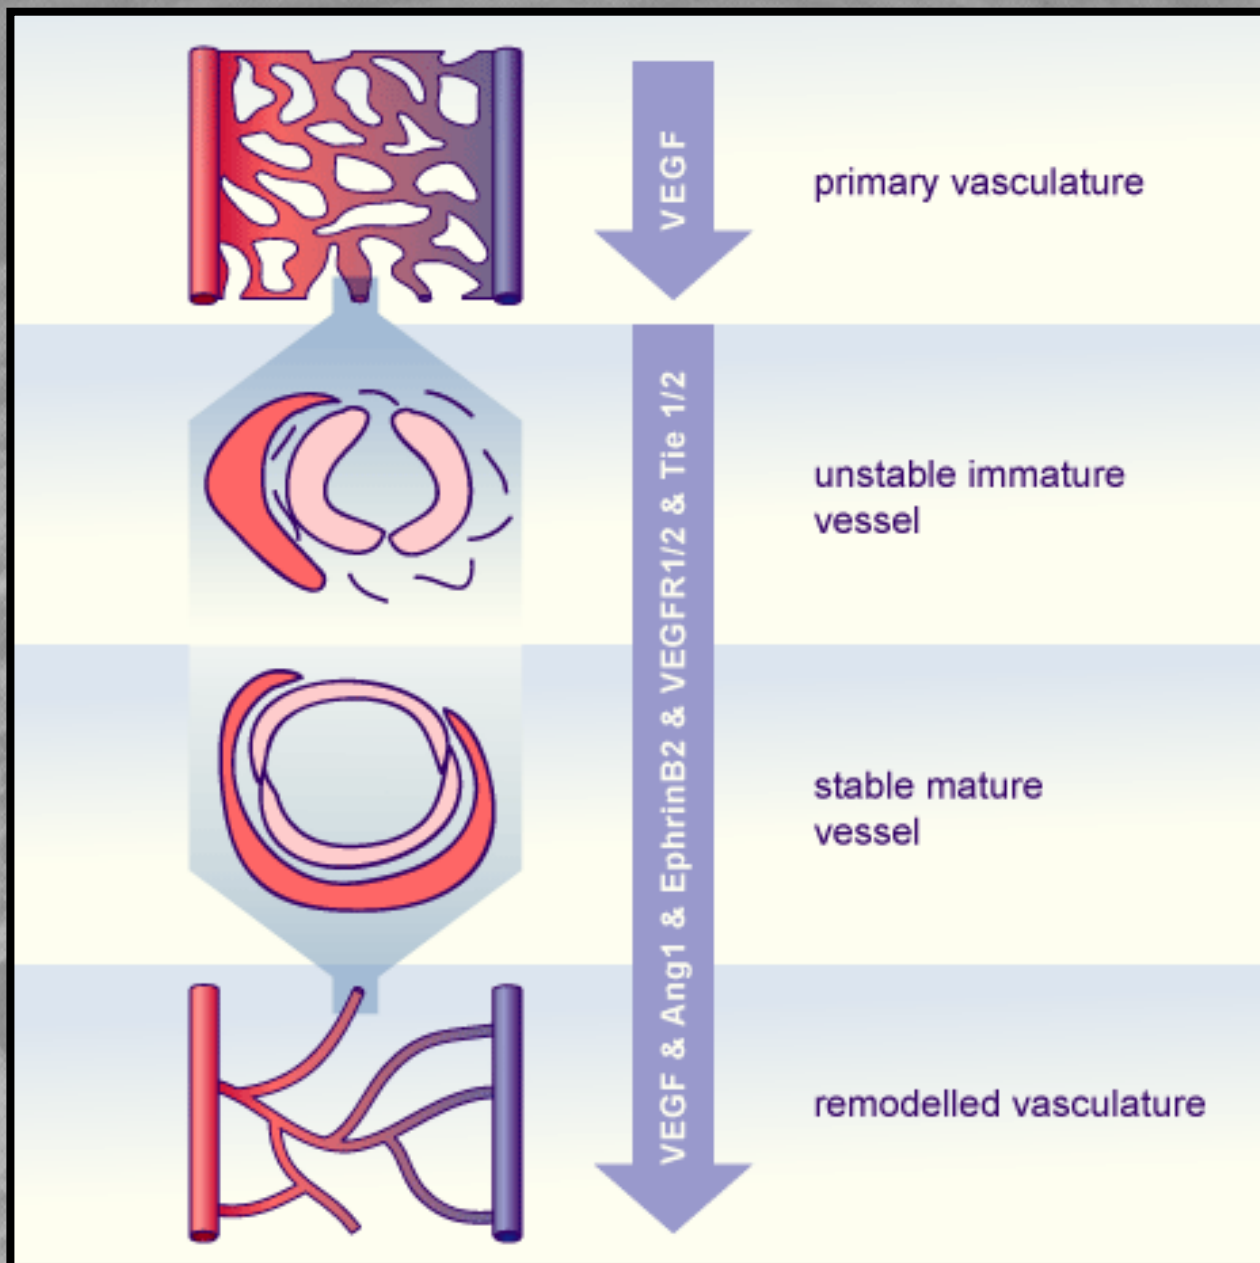 VEGF
primary vasculature
VEGF & Ang1 & EphrinB2 & VEGFR1/2 & Tie 1/2
unstable immature
vessel
stable mature
vessel
remodelled vasculature